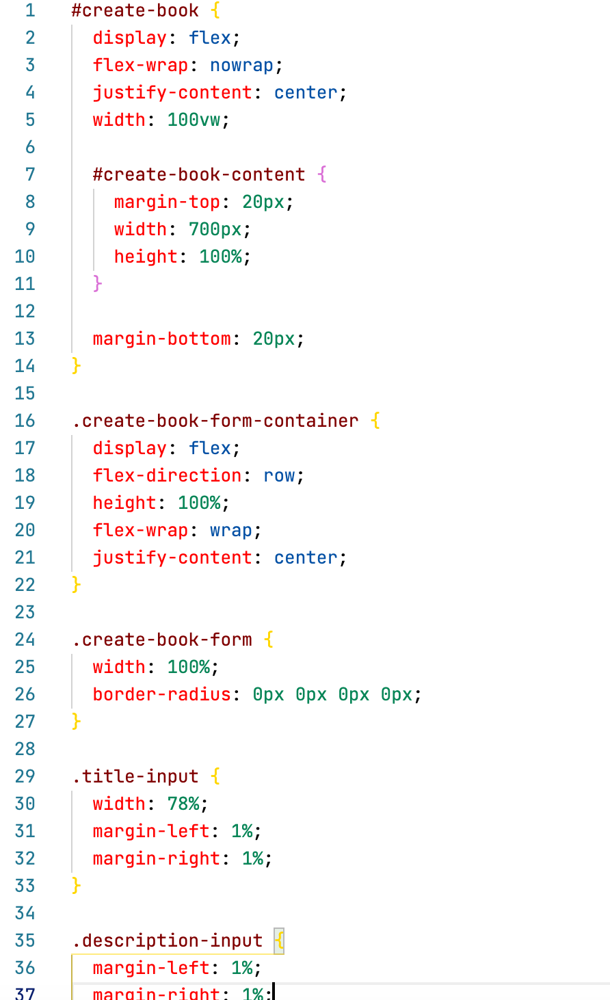 1 #create-book {
2   display: flex;
3   flex-wrap: nowrap;
4   justify-content: center;
5   width: 100vw;
6
7   #create-book-content {
8     margin-top: 20px;
9     width: 700px;
10     height: 100%;
11   }
12
13   margin-bottom: 20px;
14 }
15
16 .create-book-form-container {
17   display: flex;
18   flex-direction: row;
19   height: 100%;
20   flex-wrap: wrap;
21   justify-content: center;
22 }
23
24 .create-book-form {
25   width: 100%;
26   border-radius: 0px 0px 0px 0px;
27 }
28
29 .title-input {
30   width: 78%;
31   margin-left: 1%;
32   margin-right: 1%;
33 }
34
35 .description-input {
36   margin-left: 1%;
37   margin-right: 1%;